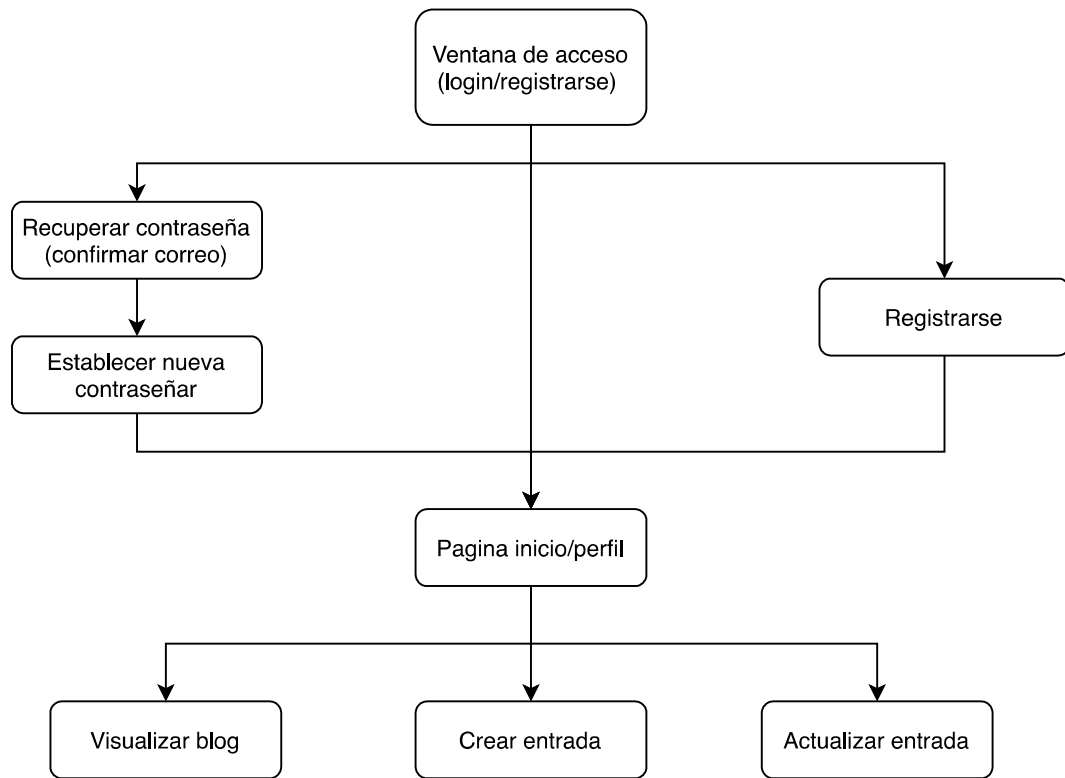 Ventana de acceso
(login/registrarse)
Recuperar contraseña
(confirmar correo)
Registrarse
Establecer nueva
contraseñar
Pagina inicio/perfil
Visualizar blog
Crear entrada
Actualizar entrada